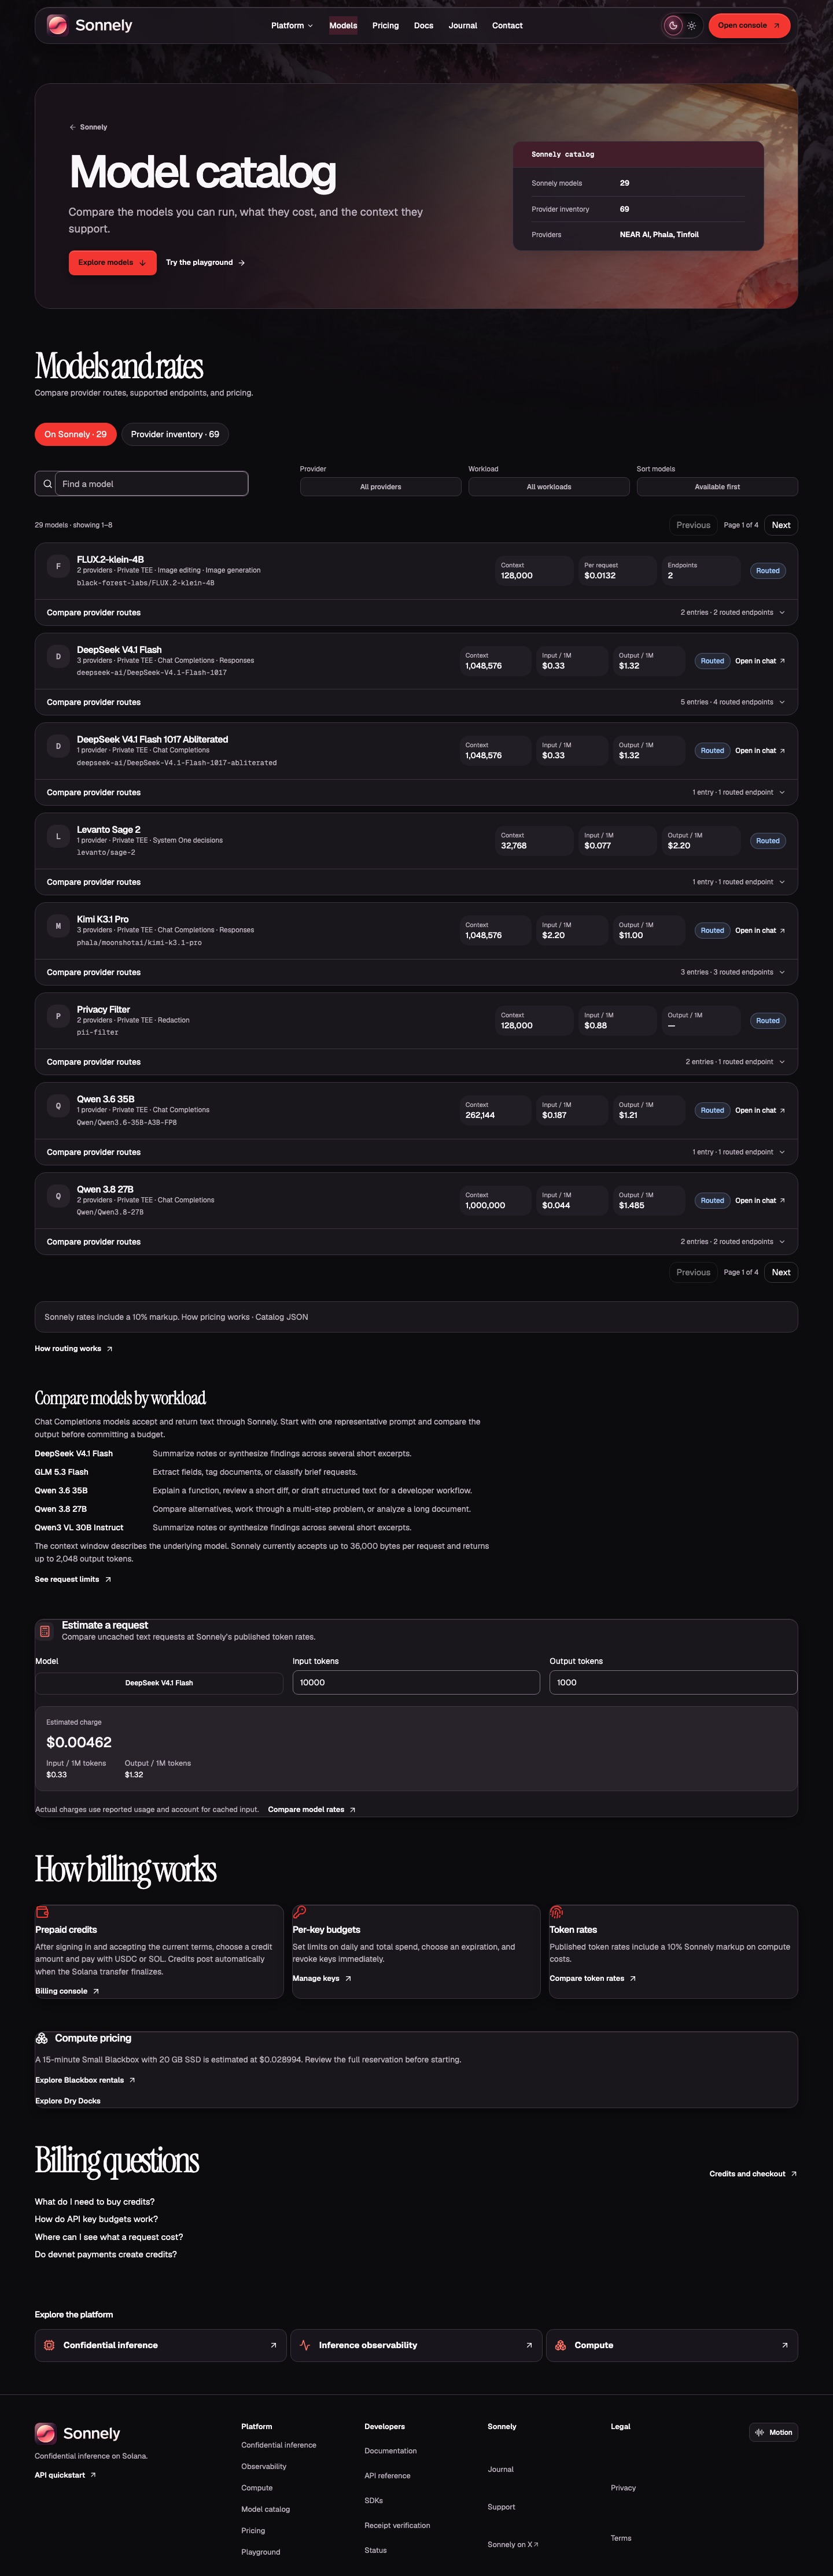 Sonnely
Platform
Models
Pricing
Docs
Journal
Contact
Open console
Sonnely
Model catalog
Compare the models you can run, what they cost, and the context they
support.
Explore models
Try the playground
Sonnely catalog
Sonnely models 29
Provider inventory 69
Providers NEAR AI, Phala, Tinfoil
Models and rates
Compare provider routes, supported endpoints, and pricing.
On Sonnely · 29
Provider inventory · 69
Find a model
Provider
All providers
Workload
All workloads
Sort models
Available first
29 models · showing 1–8
Previous
Page 1 of 4
Next
F
FLUX.2-klein-4B
2 providers · Private TEE · Image editing · Image generation
black-forest-labs/FLUX.2-klein-4B
Context
128,000
Per request
$0.0132
Endpoints
2
Routed
Compare provider routes
2 entries · 2 routed endpoints
D
DeepSeek V4.1 Flash
3 providers · Private TEE · Chat Completions · Responses
deepseek-ai/DeepSeek-V4.1-Flash-1017
Context
1,048,576
Input / 1M
$0.33
Output / 1M
$1.32
Routed
Open in chat
Compare provider routes
5 entries · 4 routed endpoints
D
DeepSeek V4.1 Flash 1017 Abliterated
1 provider · Private TEE · Chat Completions
deepseek-ai/DeepSeek-V4.1-Flash-1017-abliterated
Context
1,048,576
Input / 1M
$0.33
Output / 1M
$1.32
Routed
Open in chat
Compare provider routes
1 entry · 1 routed endpoint
L
Levanto Sage 2
1 provider · Private TEE · System One decisions
levanto/sage-2
Context
32,768
Input / 1M
$0.077
Output / 1M
$2.20
Routed
Compare provider routes
1 entry · 1 routed endpoint
M
Kimi K3.1 Pro
3 providers · Private TEE · Chat Completions · Responses
phala/moonshotai/kimi-k3.1-pro
Context
1,048,576
Input / 1M
$2.20
Output / 1M
$11.00
Routed
Open in chat
Compare provider routes
3 entries · 3 routed endpoints
P
Privacy Filter
2 providers · Private TEE · Redaction
pii-filter
Context
128,000
Input / 1M
$0.88
Output / 1M
—
Routed
Compare provider routes
2 entries · 1 routed endpoint
Q
Qwen 3.6 35B
1 provider · Private TEE · Chat Completions
Qwen/Qwen3.6-35B-A3B-FP8
Context
262,144
Input / 1M
$0.187
Output / 1M
$1.21
Routed
Open in chat
Compare provider routes
1 entry · 1 routed endpoint
Q
Qwen 3.8 27B
2 providers · Private TEE · Chat Completions
Qwen/Qwen3.8-27B
Context
1,000,000
Input / 1M
$0.044
Output / 1M
$1.485
Routed
Open in chat
Compare provider routes
2 entries · 2 routed endpoints
Previous
Page 1 of 4
Next
Sonnely rates include a 10% markup. How pricing works · Catalog JSON
How routing works
Compare models by workload
Chat Completions models accept and return text through Sonnely. Start with one representative prompt and compare the
output before committing a budget.
DeepSeek V4.1 Flash Summarize notes or synthesize findings across several short excerpts.
GLM 5.3 Flash Extract fields, tag documents, or classify brief requests.
Qwen 3.6 35B Explain a function, review a short diff, or draft structured text for a developer workflow.
Qwen 3.8 27B Compare alternatives, work through a multi-step problem, or analyze a long document.
Qwen3 VL 30B Instruct Summarize notes or synthesize findings across several short excerpts.
The context window describes the underlying model. Sonnely currently accepts up to 36,000 bytes per request and returns
up to 2,048 output tokens.
See request limits
Estimate a request
Compare uncached text requests at Sonnely's published token rates.
Model
DeepSeek V4.1 Flash
Input tokens
10000
Output tokens
1000
Estimated charge
$0.00462
Input / 1M tokens
$0.33
Output / 1M tokens
$1.32
Actual charges use reported usage and account for cached input.
Compare model rates
How billing works
Prepaid credits
After signing in and accepting the current terms, choose a credit
amount and pay with USDC or SOL. Credits post automatically
when the Solana transfer finalizes.
Billing console
Per-key budgets
Set limits on daily and total spend, choose an expiration, and
revoke keys immediately.
Manage keys
Token rates
Published token rates include a 10% Sonnely markup on compute
costs.
Compare token rates
Compute pricing
A 15-minute Small Blackbox with 20 GB SSD is estimated at $0.028994. Review the full reservation before starting.
Explore Blackbox rentals
Explore Dry Docks
Billing questions
Credits and checkout
What do I need to buy credits?
How do API key budgets work?
Where can I see what a request cost?
Do devnet payments create credits?
Explore the platform
Confidential inference
Inference observability
Compute
Sonnely
Confidential inference on Solana.
API quickstart
Platform
Confidential inference
Observability
Compute
Model catalog
Pricing
Playground
Developers
Documentation
API reference
SDKs
Receipt verification
Status
Sonnely
Journal
Support
Sonnely on X
Legal
Privacy
Terms
Motion